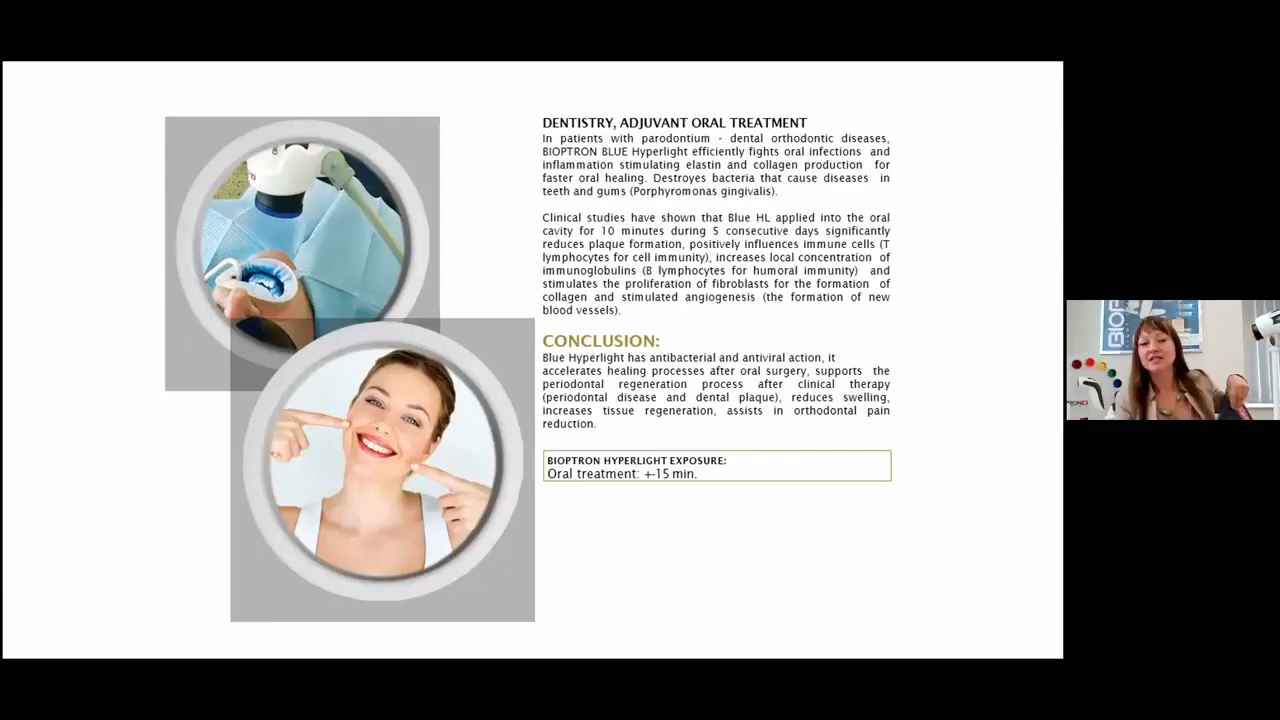 DENTISTRY, ADJUVANT ORAL TREATMENT
In patients with parodontium - dental orthodontic diseases,
BIOPTRON BLUE Hyperlight efficiently fights oral infections and
inflammation stimulating elastin and collagen production for
faster oral healing. Destroyes bacteria that cause diseases in
teeth and gums (Porphyromonas gingivalis).
Clinical studies have shown that Blue HL applied into the oral
cavity for 10 minutes during 5 consecutive days significantly
reduces plaque formation, positively influences immune cells (T
lymphocytes for cell immunity), increases local concentration of
immunoglobulins (B lymphocytes for humoral immunity) and
stimulates the proliferation of fibroblasts for the formation of
collagen and stimulated angiogenesis (the formation of new
blood vessels).
CONCLUSION:
Blue Hyperlight has antibacterial and antiviral action, it
accelerates healing processes after oral surgery, supports the
periodontal regeneration process after clinical therapy
(periodontal disease and dental plaque), reduces swelling,
increases tissue regeneration, assists in orthodontal pain
reduction.
BIOPTRON HYPERLIGHT EXPOSURE:
Oral treatment: +-15 min.